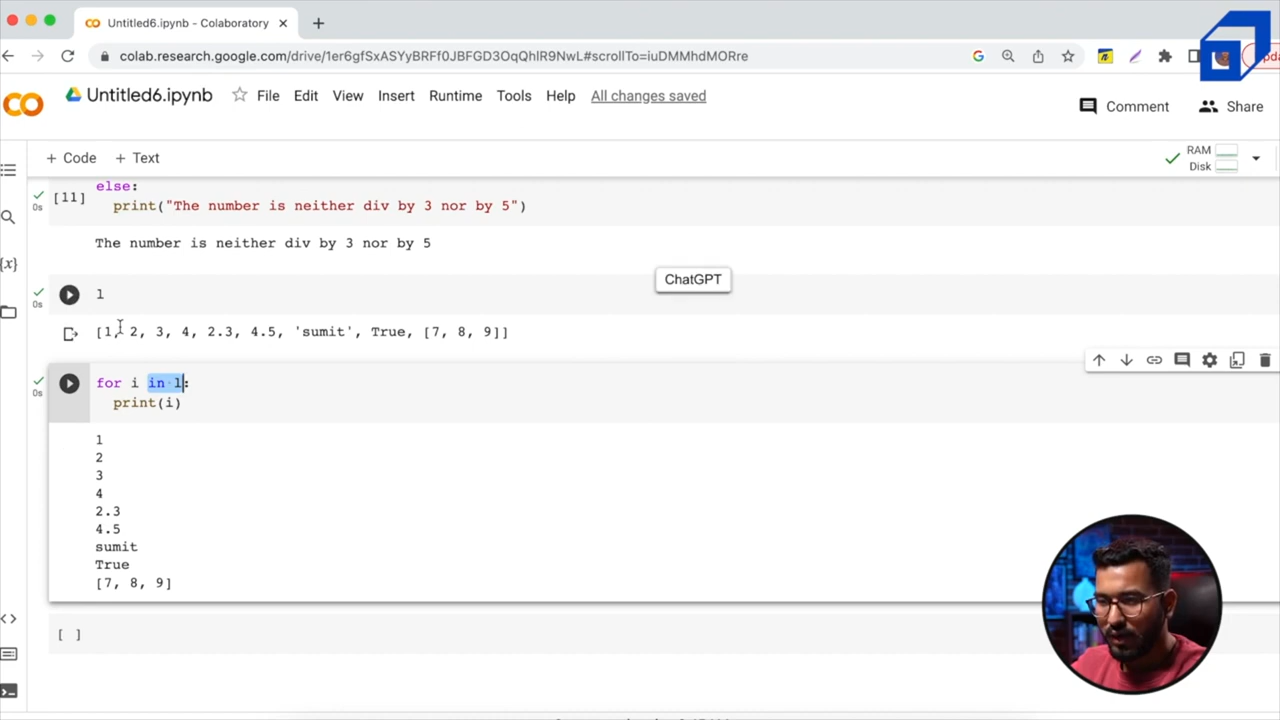 Untitled6.ipynb - Colaboratory
colab.research.google.com/drive/1er6gfSxASYyBRFf0JBFGD3OqQhlR9NwL#scrollTo=iuDMMhdMORre
Untitled6.ipynb
File Edit View Insert Runtime Tools Help All changes saved
Comment Share
+ Code + Text
RAM
Disk
else:
[11]
print("The number is neither div by 3 nor by 5")
0s
The number is neither div by 3 nor by 5
ChatGPT
l
0s
[1, 2, 3, 4, 2.3, 4.5, 'sumit', True, [7, 8, 9]]
for i in l:
0s
print(i)
1
2
3
4
2.3
4.5
sumit
True
[7, 8, 9]
[ ]